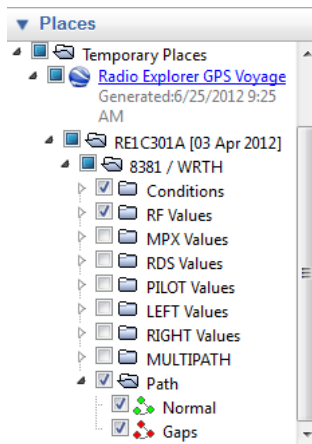 Places
Temporary Places
Radio Explorer GPS Voyage
Generated:6/25/2012 9:25
AM
RE1C301A [03 Apr 2012]
8381 / WRTH
Conditions
RF Values
MPX Values
RDS Values
PILOT Values
LEFT Values
RIGHT Values
MULTIPATH
Path
Normal
Gaps